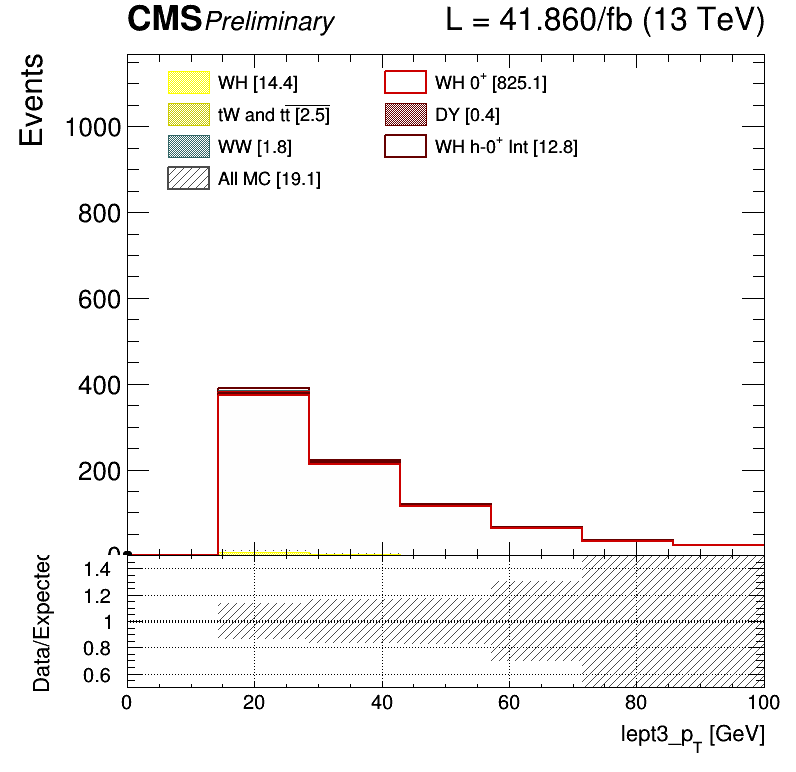 CMS Preliminary L = 41.860/fb (13 TeV)
Events
WH [14.4] WH 0+ [825.1]
tW and tt̅ [2.5] DY [0.4]
WW [1.8] WH h-0+ Int [12.8]
All MC [19.1]
1000
800
600
400
200
0
Data/Expected
1.4
1.2
1
0.8
0.6
0 20 40 60 80 100
lept3_pT [GeV]